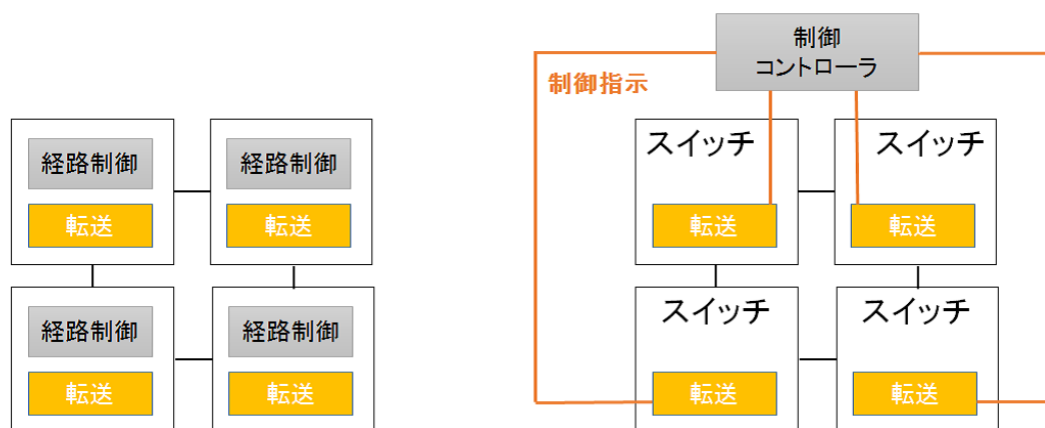 経路制御
転送
経路制御
転送
経路制御
転送
経路制御
転送
制御
コントローラ
制御指示
スイッチ
転送
スイッチ
転送
スイッチ
転送
スイッチ
転送